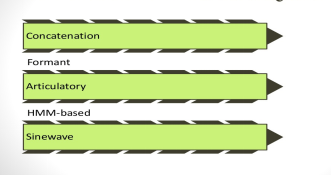 Concatenation
Formant
Articulatory
HMM-based
Sinewave